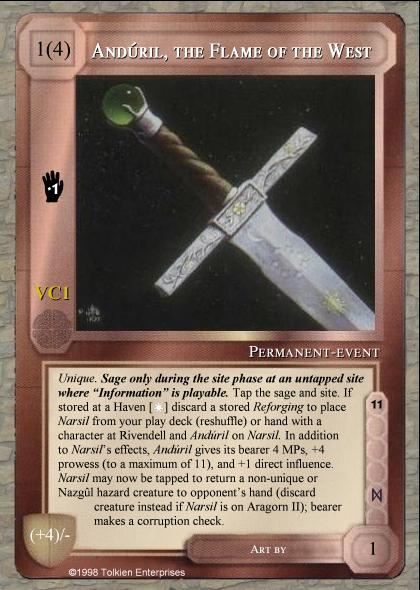 1(4)
ANDÚRIL, THE FLAME OF THE WEST
1
VC1
PERMANENT-EVENT
Unique. Sage only during the site phase at an untapped site
where “Information” is playable. Tap the sage and site. If
stored at a Haven [ ] discard a stored Reforging to place
Narsil from your play deck (reshuffle) or hand with a
character at Rivendell and Andúril on Narsil. In addition
to Narsil's effects, Andúril gives its bearer 4 MPs, +4
prowess (to a maximum of 11), and +1 direct influence.
Narsil may now be tapped to return a non-unique or
Nazgûl hazard creature to opponent's hand (discard
creature instead if Narsil is on Aragorn II); bearer
makes a corruption check.
11
(+4)/-
ART BY
1
©1998 Tolkien Enterprises